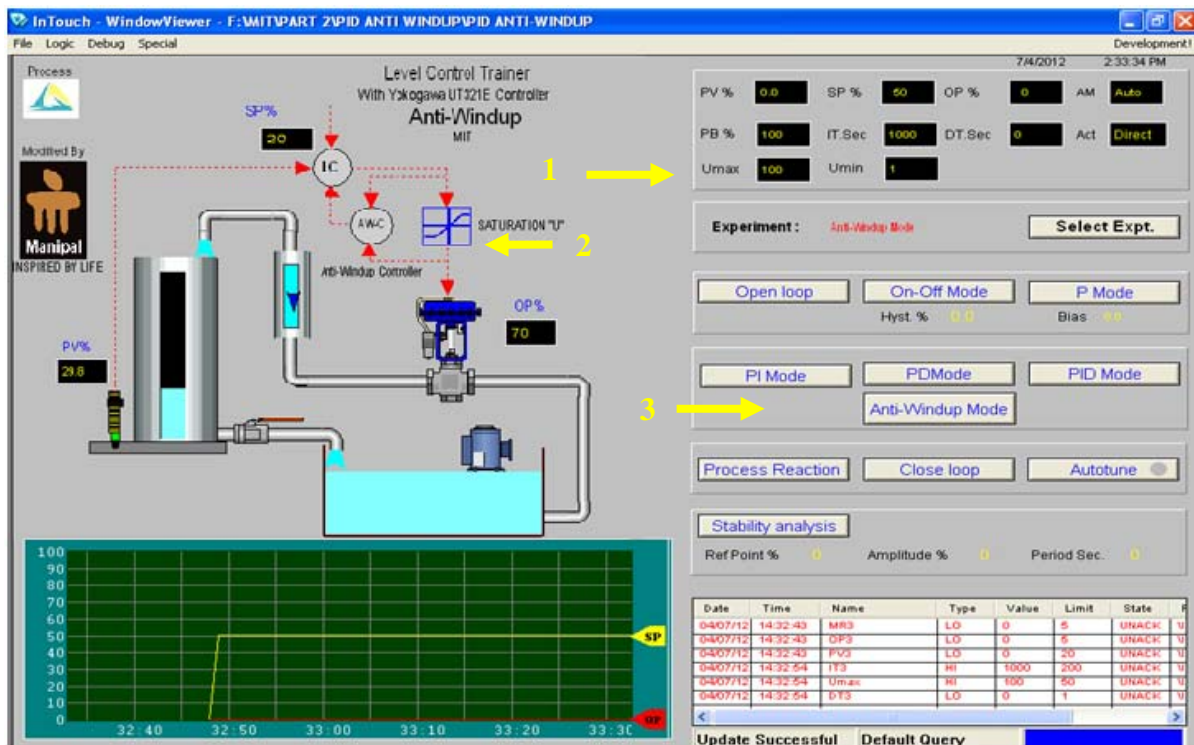 InTouch - WindowViewer - F:\MIT\PART 2\PID ANTI WINDUP\PID ANTI-WINDUP
File Logic Debug Special
Development!
7/4/2012 2:33:34 PM
Process
Level Control Trainer
With Yokogawa UT321E Controller
Anti-Windup
MIT
SP%
20
Modified By
Manipal
INSPIRED BY LIFE
AW-C
SATURATION "U"
2
Anti-Windup Controller
OP%
70
PV%
29.8
1
PV % 0.0 SP % 50 OP % 0 AM Auto
PB % 100 IT.Sec 1000 DT.Sec 0 Act Direct
Umax 100 Umin 1
Experiment : Anti-Windup Mode Select Expt.
Open loop On-Off Mode P Mode
Hyst. % 0.0 Bias 0.0
PI Mode PDMode PID Mode
3
Anti-Windup Mode
Process Reaction Close loop Autotune
Stability analysis
Ref Point % 0 Amplitude % 0 Period Sec. 0
100
90
80
70
60
50
40
30
20
10
0
SP
OP
32:40 32:50 33:00 33:10 33:20
Date Time Name Type Value Limit State
04/07/12 14:32:43 MR3 LO 0 5 UNACK
04/07/12 14:32:43 OP3 LO 0 5 UNACK
04/07/12 14:32:43 PV3 LO 0 20 UNACK
04/07/12 14:32:54 IT3 HI 1000 200 UNACK
04/07/12 14:32:54 Umax HI 100 50 UNACK
04/07/12 14:32:54 DT3 LO 0 1 UNACK
Update Successful Default Query